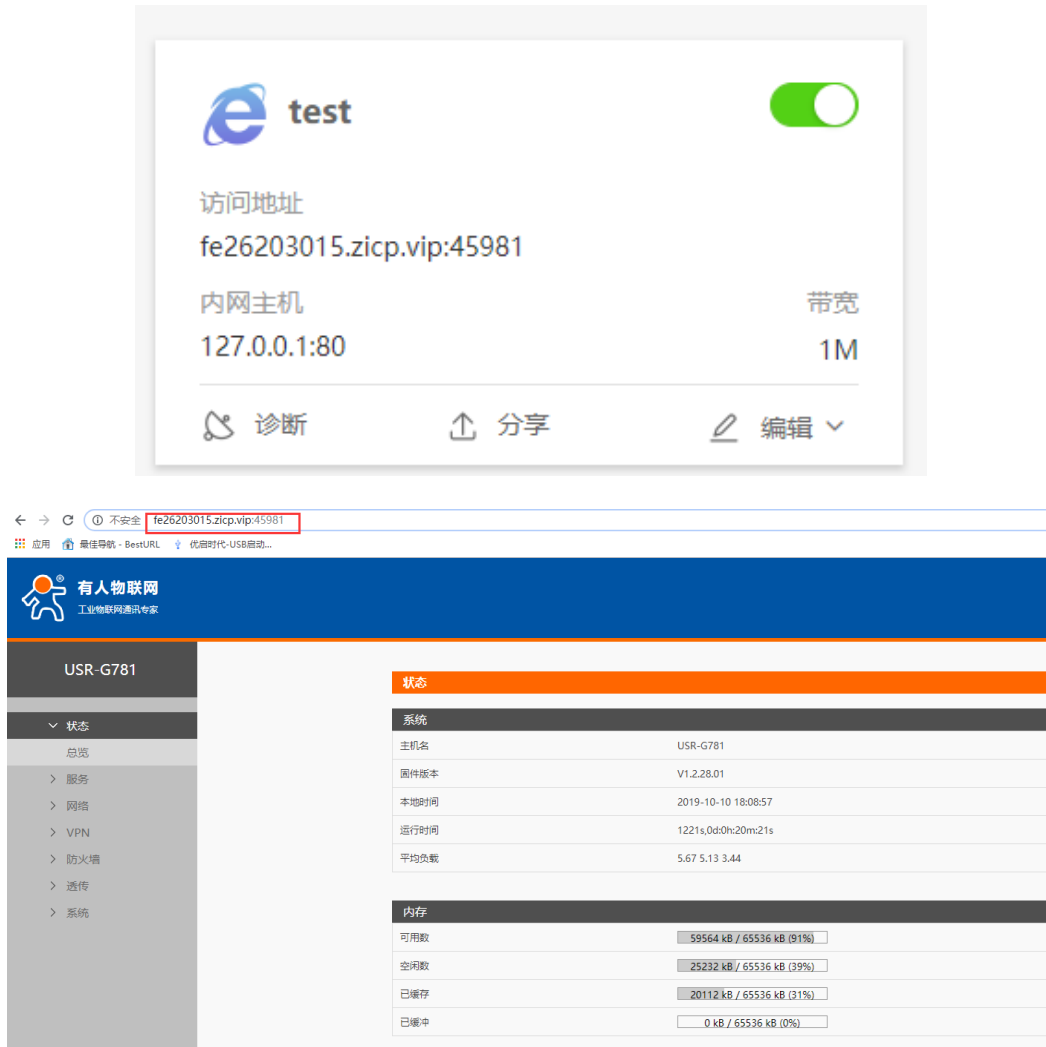 test
访问地址
fe26203015.zicp.vip:45981
内网主机 带宽
127.0.0.1:80 1M
诊断 分享 编辑
不安全 fe26203015.zicp.vip:45981
应用 最佳导航 - BestURL 优启时代-USB启动...
有人物联网®
工业物联网通讯专家
USR-G781
状态
总览
服务
网络
VPN
防火墙
透传
系统
状态
系统
主机名 USR-G781
固件版本 V1.2.28.01
本地时间 2019-10-10 18:08:57
运行时间 1221s,0d:0h:20m:21s
平均负载 5.67 5.13 3.44
内存
可用数 59564 kB / 65536 kB (91%)
空闲数 25232 kB / 65536 kB (39%)
已缓存 20112 kB / 65536 kB (31%)
已缓冲 0 kB / 65536 kB (0%)